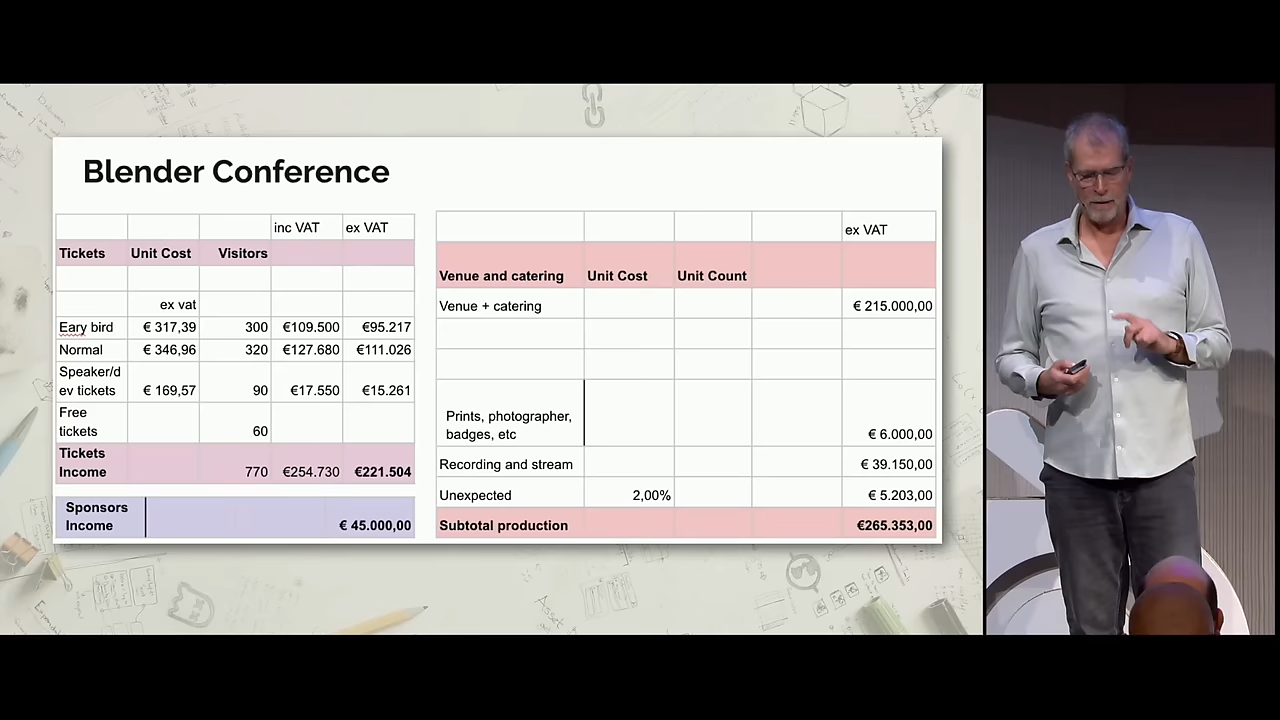 Blender Conference
inc VAT ex VAT
Tickets Unit Cost Visitors
ex vat
Eary bird € 317,39 300 €109.500 €95.217
Normal € 346,96 320 €127.680 €111.026
Speaker/d
ev tickets € 169,57 90 €17.550 €15.261
Free
tickets 60
Tickets
Income 770 €254.730 €221.504
Sponsors
Income € 45.000,00
ex VAT
Venue and catering Unit Cost Unit Count
Venue + catering € 215.000,00
Prints, photographer,
badges, etc € 6.000,00
Recording and stream € 39.150,00
Unexpected 2,00% € 5.203,00
Subtotal production €265.353,00